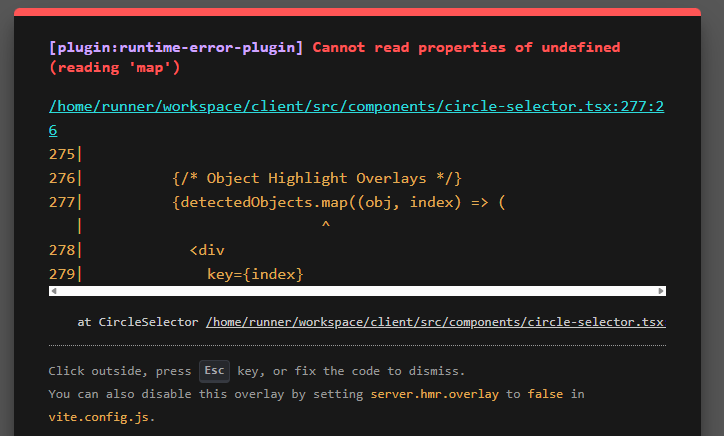 [plugin:runtime-error-plugin] Cannot read properties of undefined
(reading 'map')
/home/runner/workspace/client/src/components/circle-selector.tsx:277:2
6
275|
276|          {/* Object Highlight Overlays */}
277|          {detectedObjects.map((obj, index) => (
   |                           ^
278|            <div
279|              key={index}
at CircleSelector /home/runner/workspace/client/src/components/circle-selector.tsx
Click outside, press Esc key, or fix the code to dismiss.
You can also disable this overlay by setting server.hmr.overlay to false in
vite.config.js.